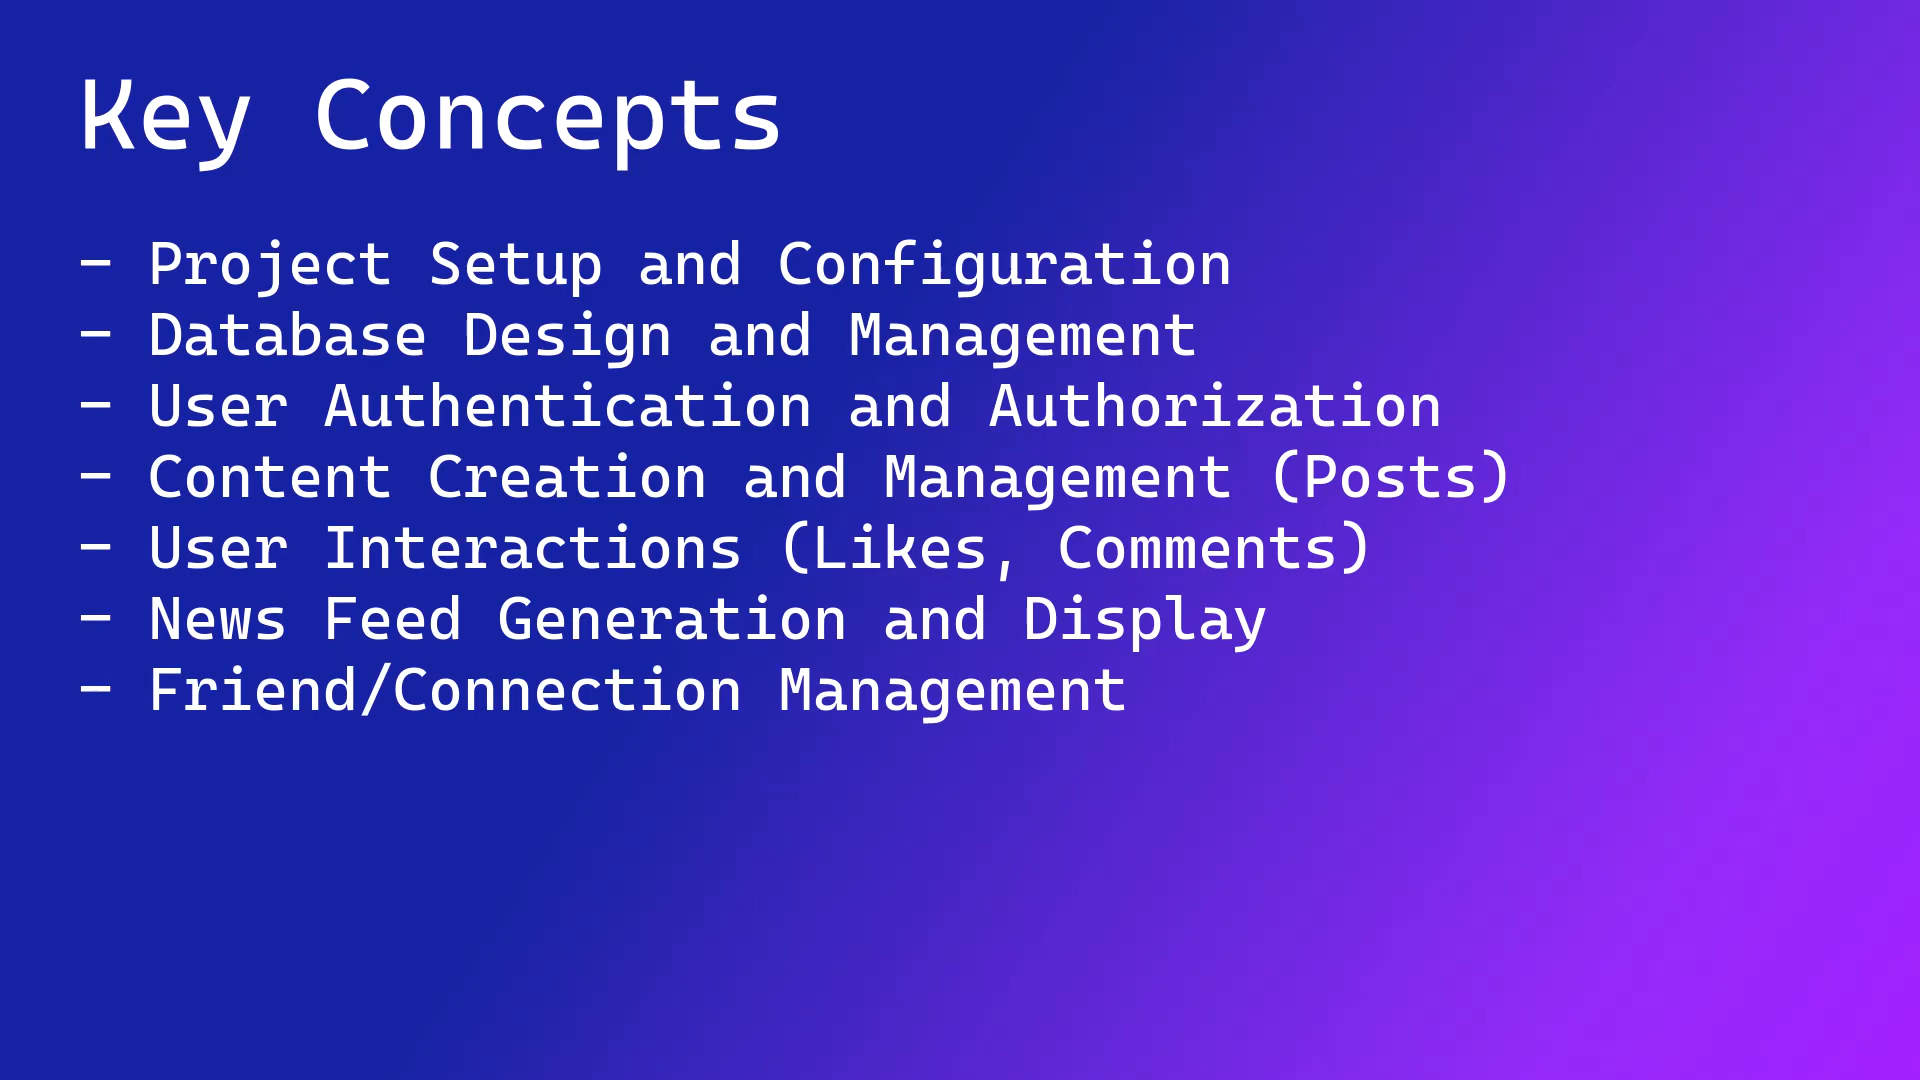 Key Concepts
– Project Setup and Configuration
– Database Design and Management
– User Authentication and Authorization
– Content Creation and Management (Posts)
– User Interactions (Likes, Comments)
– News Feed Generation and Display
– Friend/Connection Management